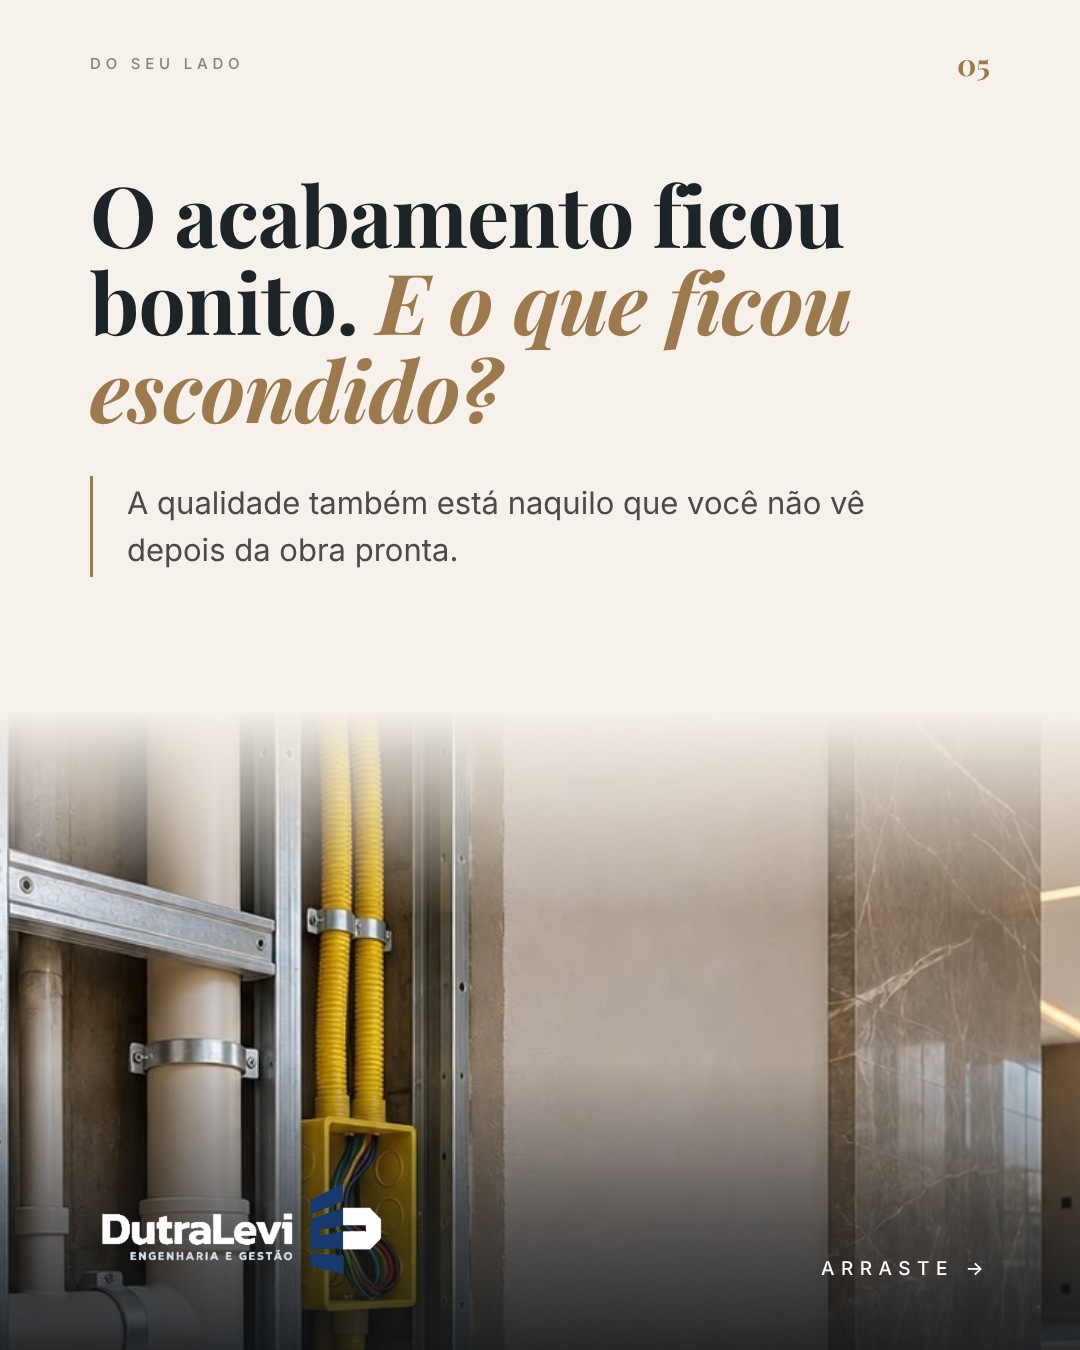 DO SEU LADO
05
O acabamento ficou
bonito. E o que ficou
escondido?
A qualidade também está naquilo que você não vê
depois da obra pronta.
DutraLevi
ENGENHARIA E GESTÃO
ARRASTE →